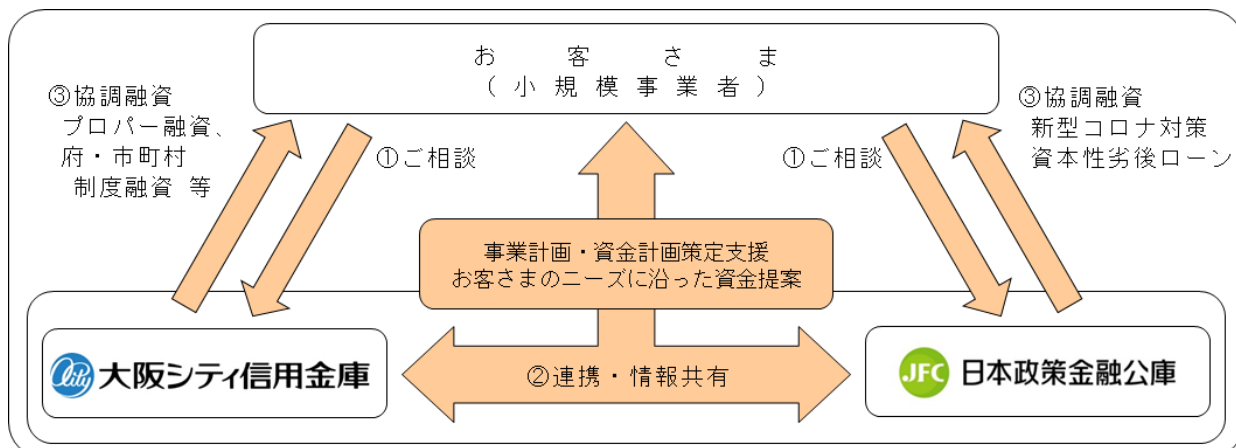 お客さま
(小規模事業者)
③協調融資
プロパー融資、
府・市町村
制度融資 等
①ご相談
①ご相談
③協調融資
新型コロナ対策
資本性劣後ローン
事業計画・資金計画策定支援
お客さまのニーズに沿った資金提案
City 大阪シティ信用金庫
②連携・情報共有
JFC 日本政策金融公庫